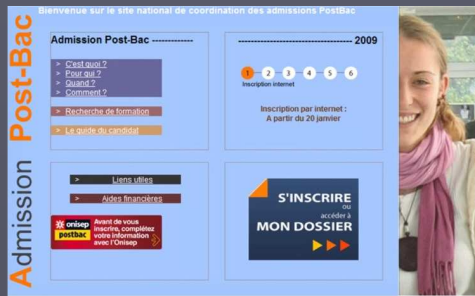 Bienvenue sur le site national de coordination des admissions PostBac
Admission Post-Bac
Admission Post-Bac -------------
> C'est quoi ?
> Pour qui ?
> Quand ?
> Comment ?
> Recherche de formation
> Le guide du candidat
------------------------------------ 2009
1 2 3 4 5 6
Inscription internet
Inscription par internet :
A partir du 20 janvier
> Liens utiles
> Aides financières
onisep
postbac
Avant de vous
inscrire, complétez
votre information
avec l'Onisep
S'INSCRIRE
ou
accéder à
MON DOSSIER